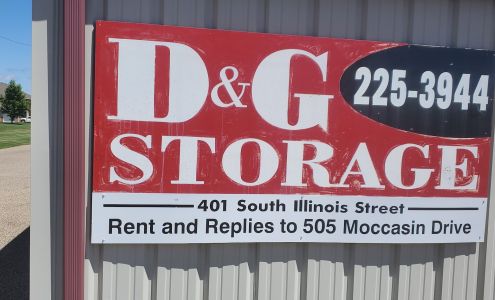 D&G
225-3944
STORAGE
401 South Illinois Street
Rent and Replies to 505 Moccasin Drive